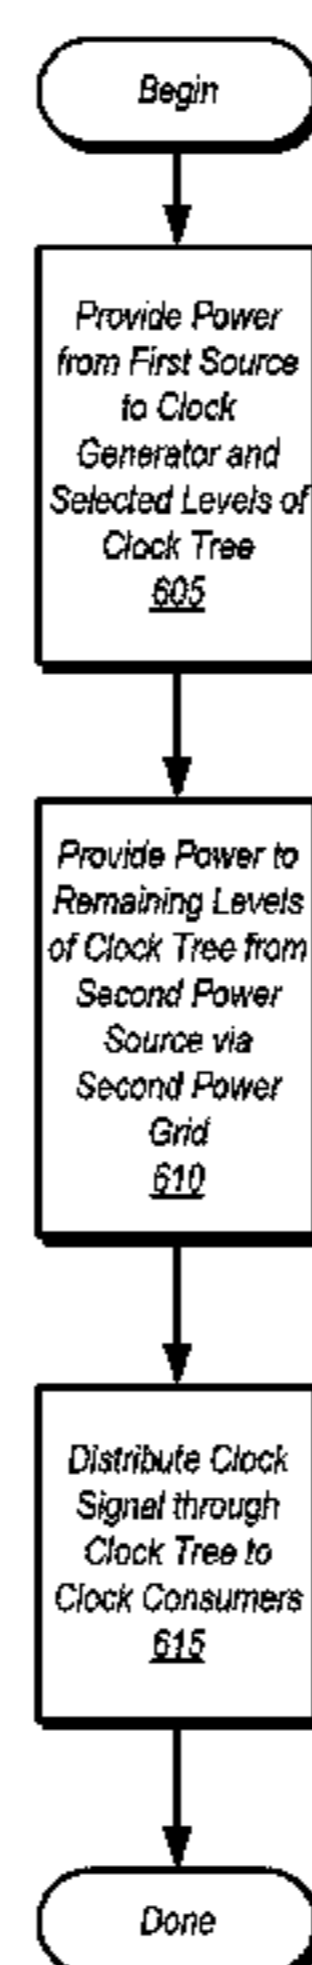 Begin
Provide Power
from First Source
to Clock
Generator and
Selected Levels of
Clock Tree
605
Provide Power to
Remaining Levels
of Clock Tree from
Second Power
Source via
Second Power
Grid
610
Distribute Clock
Signal through
Clock Tree to
Clock Consumers
615
Done